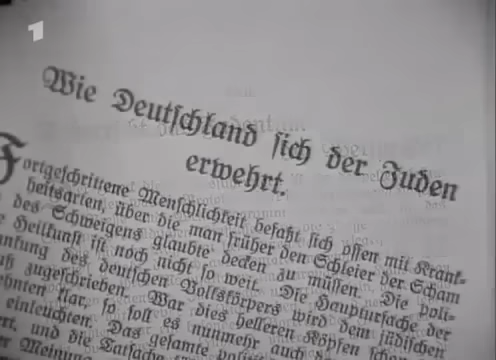 1
Wie Deutschland sich der Juden
erwehrt.
Fortgeschrittene Menschlichkeit befaßt sich offen mit Krank-
heitsarten, über die man früher den Schleier der Scham
des Schweigens glaubte decken zu müssen. Die poli-
Heilkunst ist noch nicht so weit. Die Hauptursache der
ankung des deutschen Volkskörpers wird dem jüdischen
zugeschrieben. War dies helleren Köpfen
klar, so soll es nunmehr auch
einleuchten. Das gesamte
und die Tatsache
Meinung